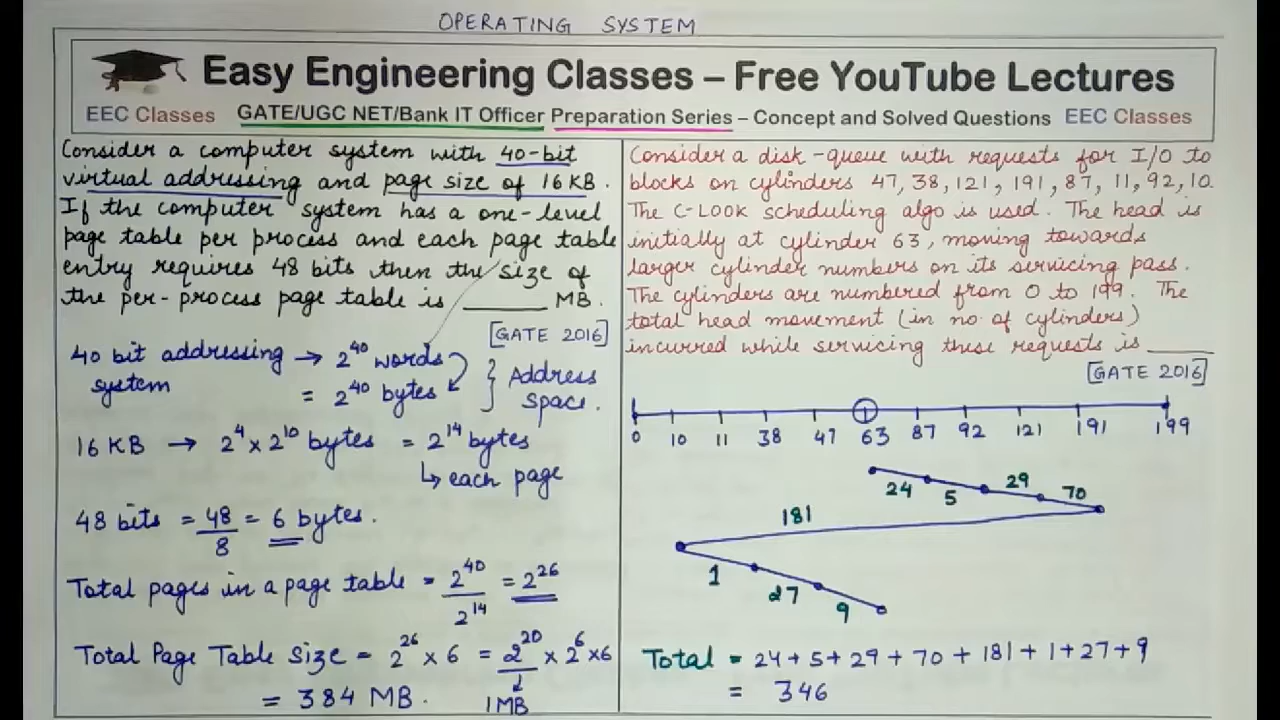 OPERATING SYSTEM
Easy Engineering Classes – Free YouTube Lectures
EEC Classes GATE/UGC NET/Bank IT Officer Preparation Series – Concept and Solved Questions EEC Classes
Consider a computer system with 40-bit
virtual addressing and page size of 16 KB.
If the computer system has a one-level
page table per process and each page table
entry requires 48 bits then the size of
the per-process page table is ______ MB.
[GATE 2016]
40 bit addressing → 2^40 words
system = 2^40 bytes } Address
space.
16 KB → 2^4 × 2^10 bytes = 2^14 bytes
↳ each page
48 bits = 48/8 = 6 bytes.
Total pages in a page table = 2^40/2^14 = 2^26
Total Page Table size = 2^26 × 6 = 2^20 × 2^6 × 6
= 384 MB. 1MB
Consider a disk-queue with requests for I/O to
blocks on cylinders 47, 38, 121, 191, 87, 11, 92, 10.
The C-LOOK scheduling algo is used. The head is
initially at cylinder 63, moving towards
larger cylinder numbers on its servicing pass.
The cylinders are numbered from 0 to 199. The
total head movement (in no. of cylinders)
incurred while servicing these requests is ______
[GATE 2016]
0 10 11 38 47 63 87 92 121 191 199
24 5 29 70
181
1 27 9
Total = 24+5+29+70+181+1+27+9
= 346